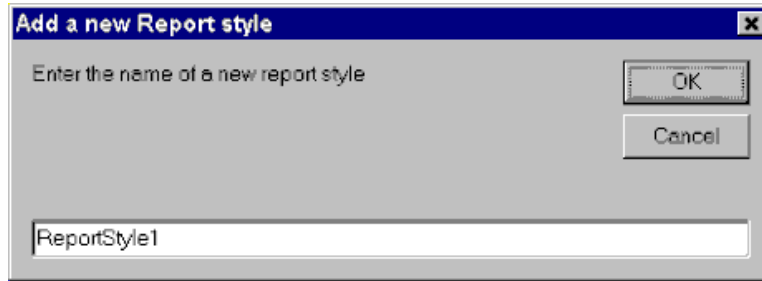 Add a new Report style
Enter the name of a new report style
OK
Cancel
ReportStyle1